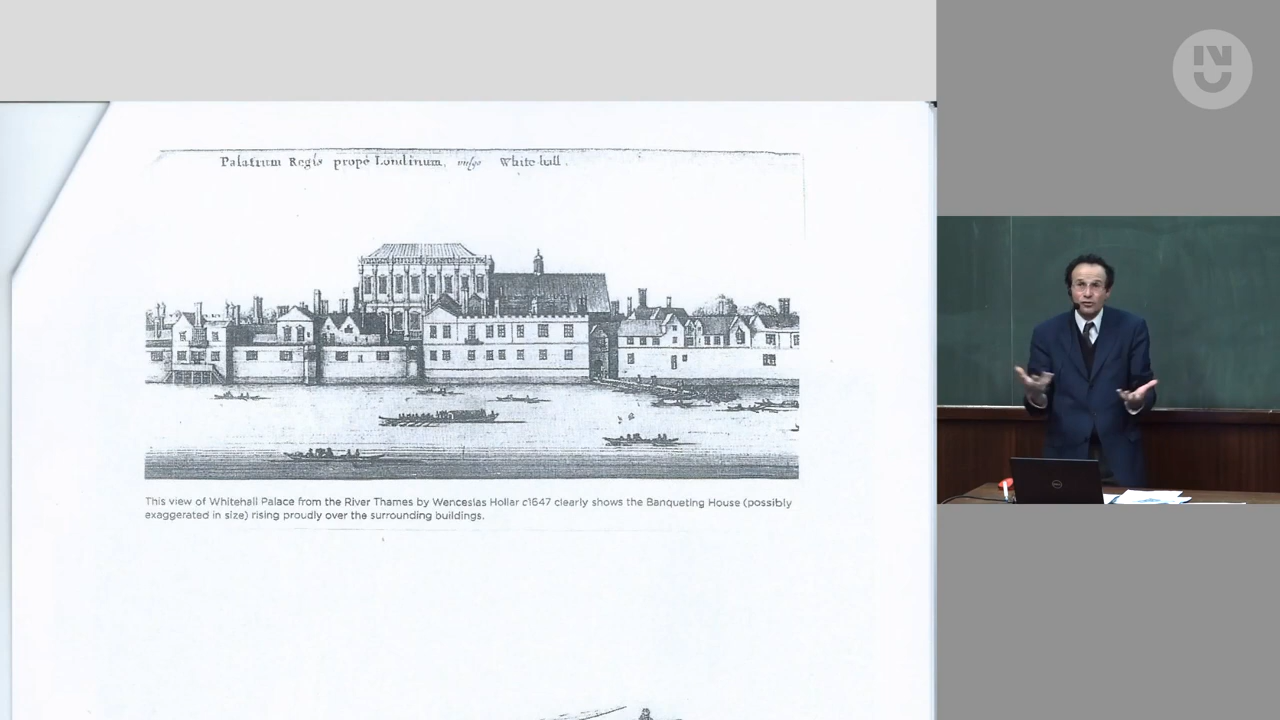 Palatium Regis prope Londinum, vulgo White-hall.
This view of Whitehall Palace from the River Thames by Wenceslas Hollar c1647 clearly shows the Banqueting House (possibly
exaggerated in size) rising proudly over the surrounding buildings.